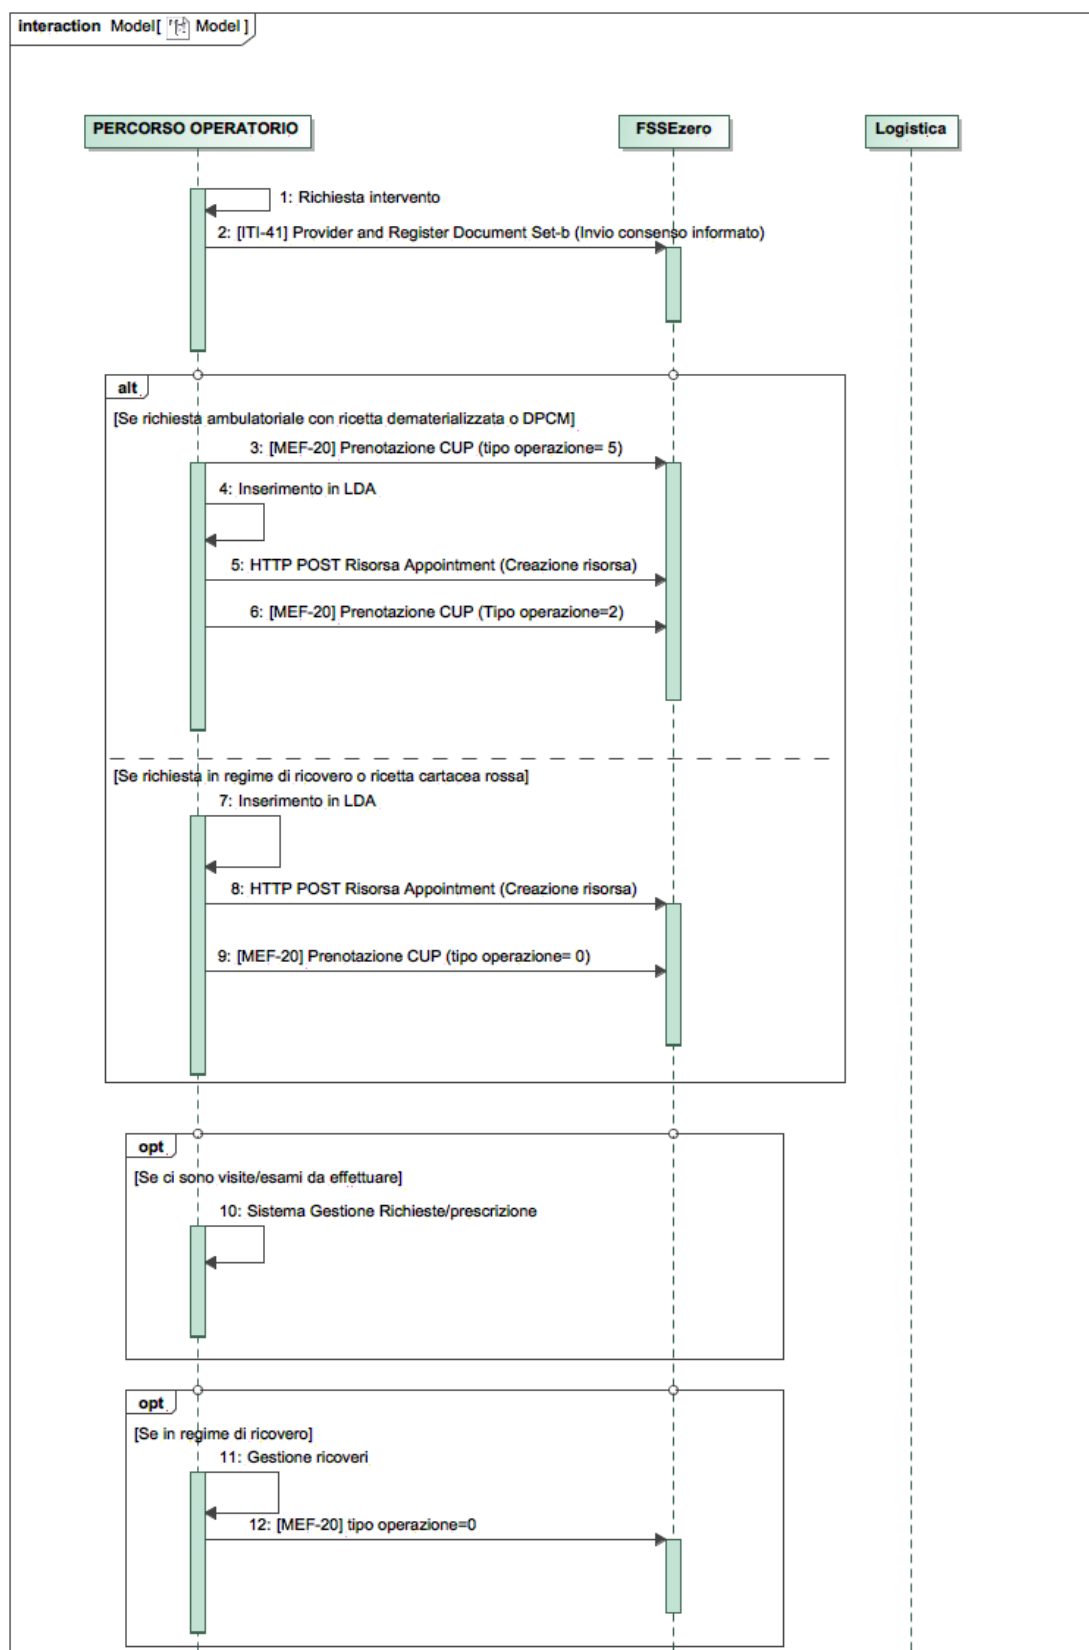 interaction Model[ Model ]
PERCORSO OPERATORIO
FSSEzero
Logistica
1: Richiesta intervento
2: [ITI-41] Provider and Register Document Set-b (Invio consenso informato)
alt
[Se richiesta ambulatoriale con ricetta dematerializzata o DPCM]
3: [MEF-20] Prenotazione CUP (tipo operazione= 5)
4: Inserimento in LDA
5: HTTP POST Risorsa Appointment (Creazione risorsa)
6: [MEF-20] Prenotazione CUP (Tipo operazione=2)
[Se richiesta in regime di ricovero o ricetta cartacea rossa]
7: Inserimento in LDA
8: HTTP POST Risorsa Appointment (Creazione risorsa)
9: [MEF-20] Prenotazione CUP (tipo operazione= 0)
opt
[Se ci sono visite/esami da effettuare]
10: Sistema Gestione Richieste/prescrizione
opt
[Se in regime di ricovero]
11: Gestione ricoveri
12: [MEF-20] tipo operazione=0